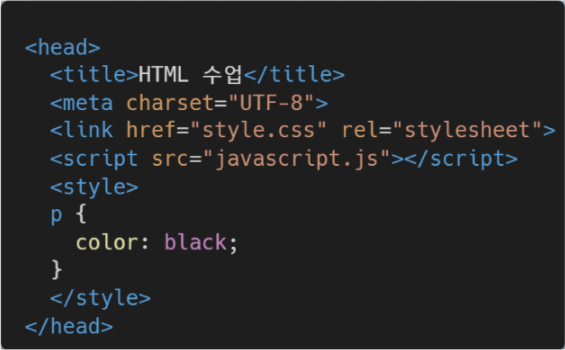 <head>
  <title>HTML 수업</title>
  <meta charset="UTF-8">
  <link href="style.css" rel="stylesheet">
  <script src="javascript.js"></script>
  <style>
  p {
    color: black;
  }
  </style>
</head>